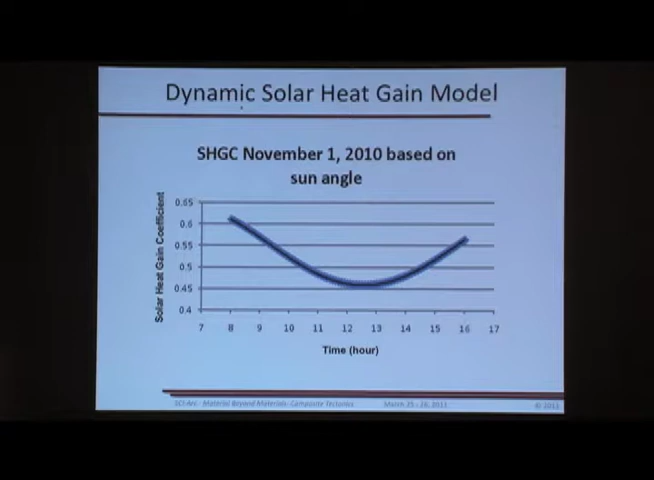 Dynamic Solar Heat Gain Model
SHGC November 1, 2010 based on
sun angle
Solar Heat Gain Coefficient
0.65
0.6
0.55
0.5
0.45
0.4
7 8 9 10 11 12 13 14 15 16 17
Time (hour)
SCI-Arc - Material Beyond Materials- Composite Tectonics March 25 - 26, 2011 © 2011